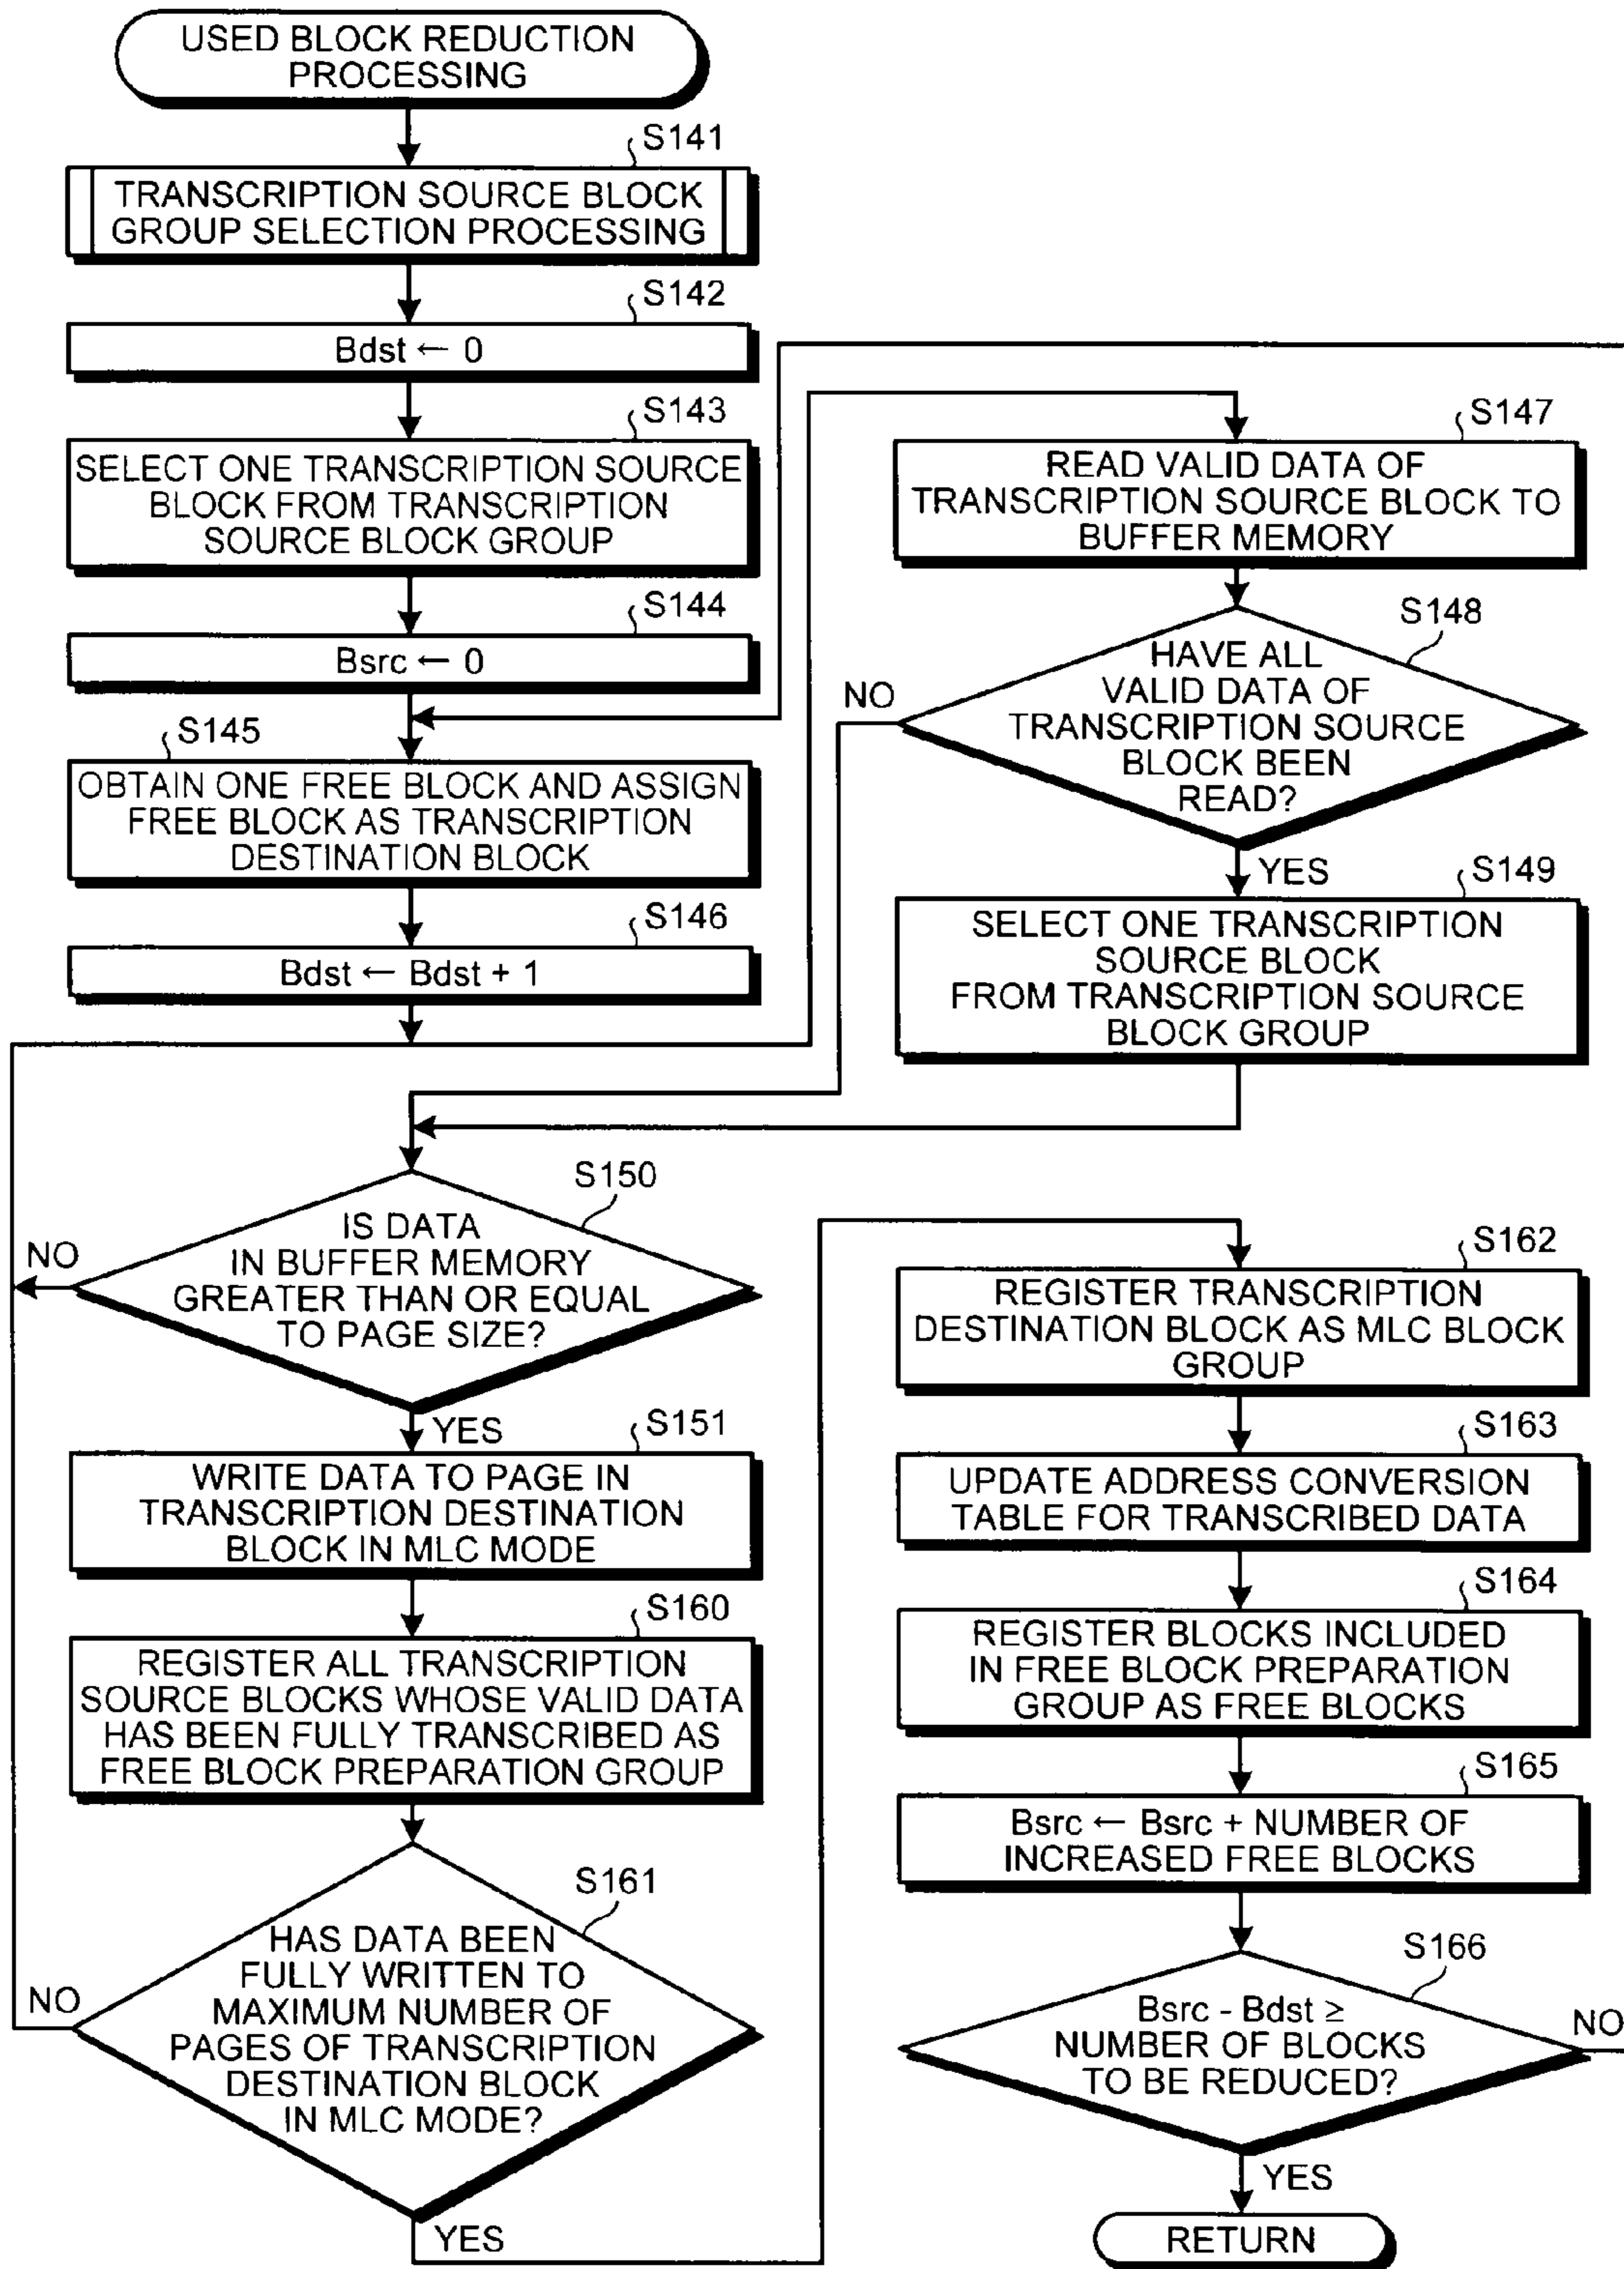 USED BLOCK REDUCTION
PROCESSING
S141
TRANSCRIPTION SOURCE BLOCK
GROUP SELECTION PROCESSING
S142
Bdst ← 0
S143
SELECT ONE TRANSCRIPTION SOURCE
BLOCK FROM TRANSCRIPTION
SOURCE BLOCK GROUP
S144
Bsrc ← 0
S145
OBTAIN ONE FREE BLOCK AND ASSIGN
FREE BLOCK AS TRANSCRIPTION
DESTINATION BLOCK
S146
Bdst ← Bdst + 1
S147
READ VALID DATA OF
TRANSCRIPTION SOURCE BLOCK TO
BUFFER MEMORY
S148
HAVE ALL
VALID DATA OF
TRANSCRIPTION SOURCE
BLOCK BEEN
READ?
NO
YES
S149
SELECT ONE TRANSCRIPTION
SOURCE BLOCK
FROM TRANSCRIPTION SOURCE
BLOCK GROUP
S150
IS DATA
IN BUFFER MEMORY
GREATER THAN OR EQUAL
TO PAGE SIZE?
NO
YES
S151
WRITE DATA TO PAGE IN
TRANSCRIPTION DESTINATION
BLOCK IN MLC MODE
S160
REGISTER ALL TRANSCRIPTION
SOURCE BLOCKS WHOSE VALID DATA
HAS BEEN FULLY TRANSCRIBED AS
FREE BLOCK PREPARATION GROUP
S161
HAS DATA BEEN
FULLY WRITTEN TO
MAXIMUM NUMBER OF
PAGES OF TRANSCRIPTION
DESTINATION BLOCK
IN MLC MODE?
NO
YES
S162
REGISTER TRANSCRIPTION
DESTINATION BLOCK AS MLC BLOCK
GROUP
S163
UPDATE ADDRESS CONVERSION
TABLE FOR TRANSCRIBED DATA
S164
REGISTER BLOCKS INCLUDED
IN FREE BLOCK PREPARATION
GROUP AS FREE BLOCKS
S165
Bsrc ← Bsrc + NUMBER OF
INCREASED FREE BLOCKS
S166
Bsrc - Bdst ≥
NUMBER OF BLOCKS
TO BE REDUCED?
NO
YES
RETURN